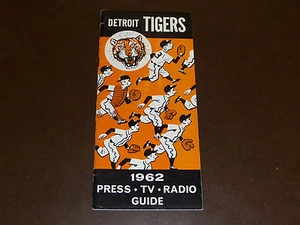 DETROIT TIGERS
1962
PRESS • TV • RADIO
GUIDE